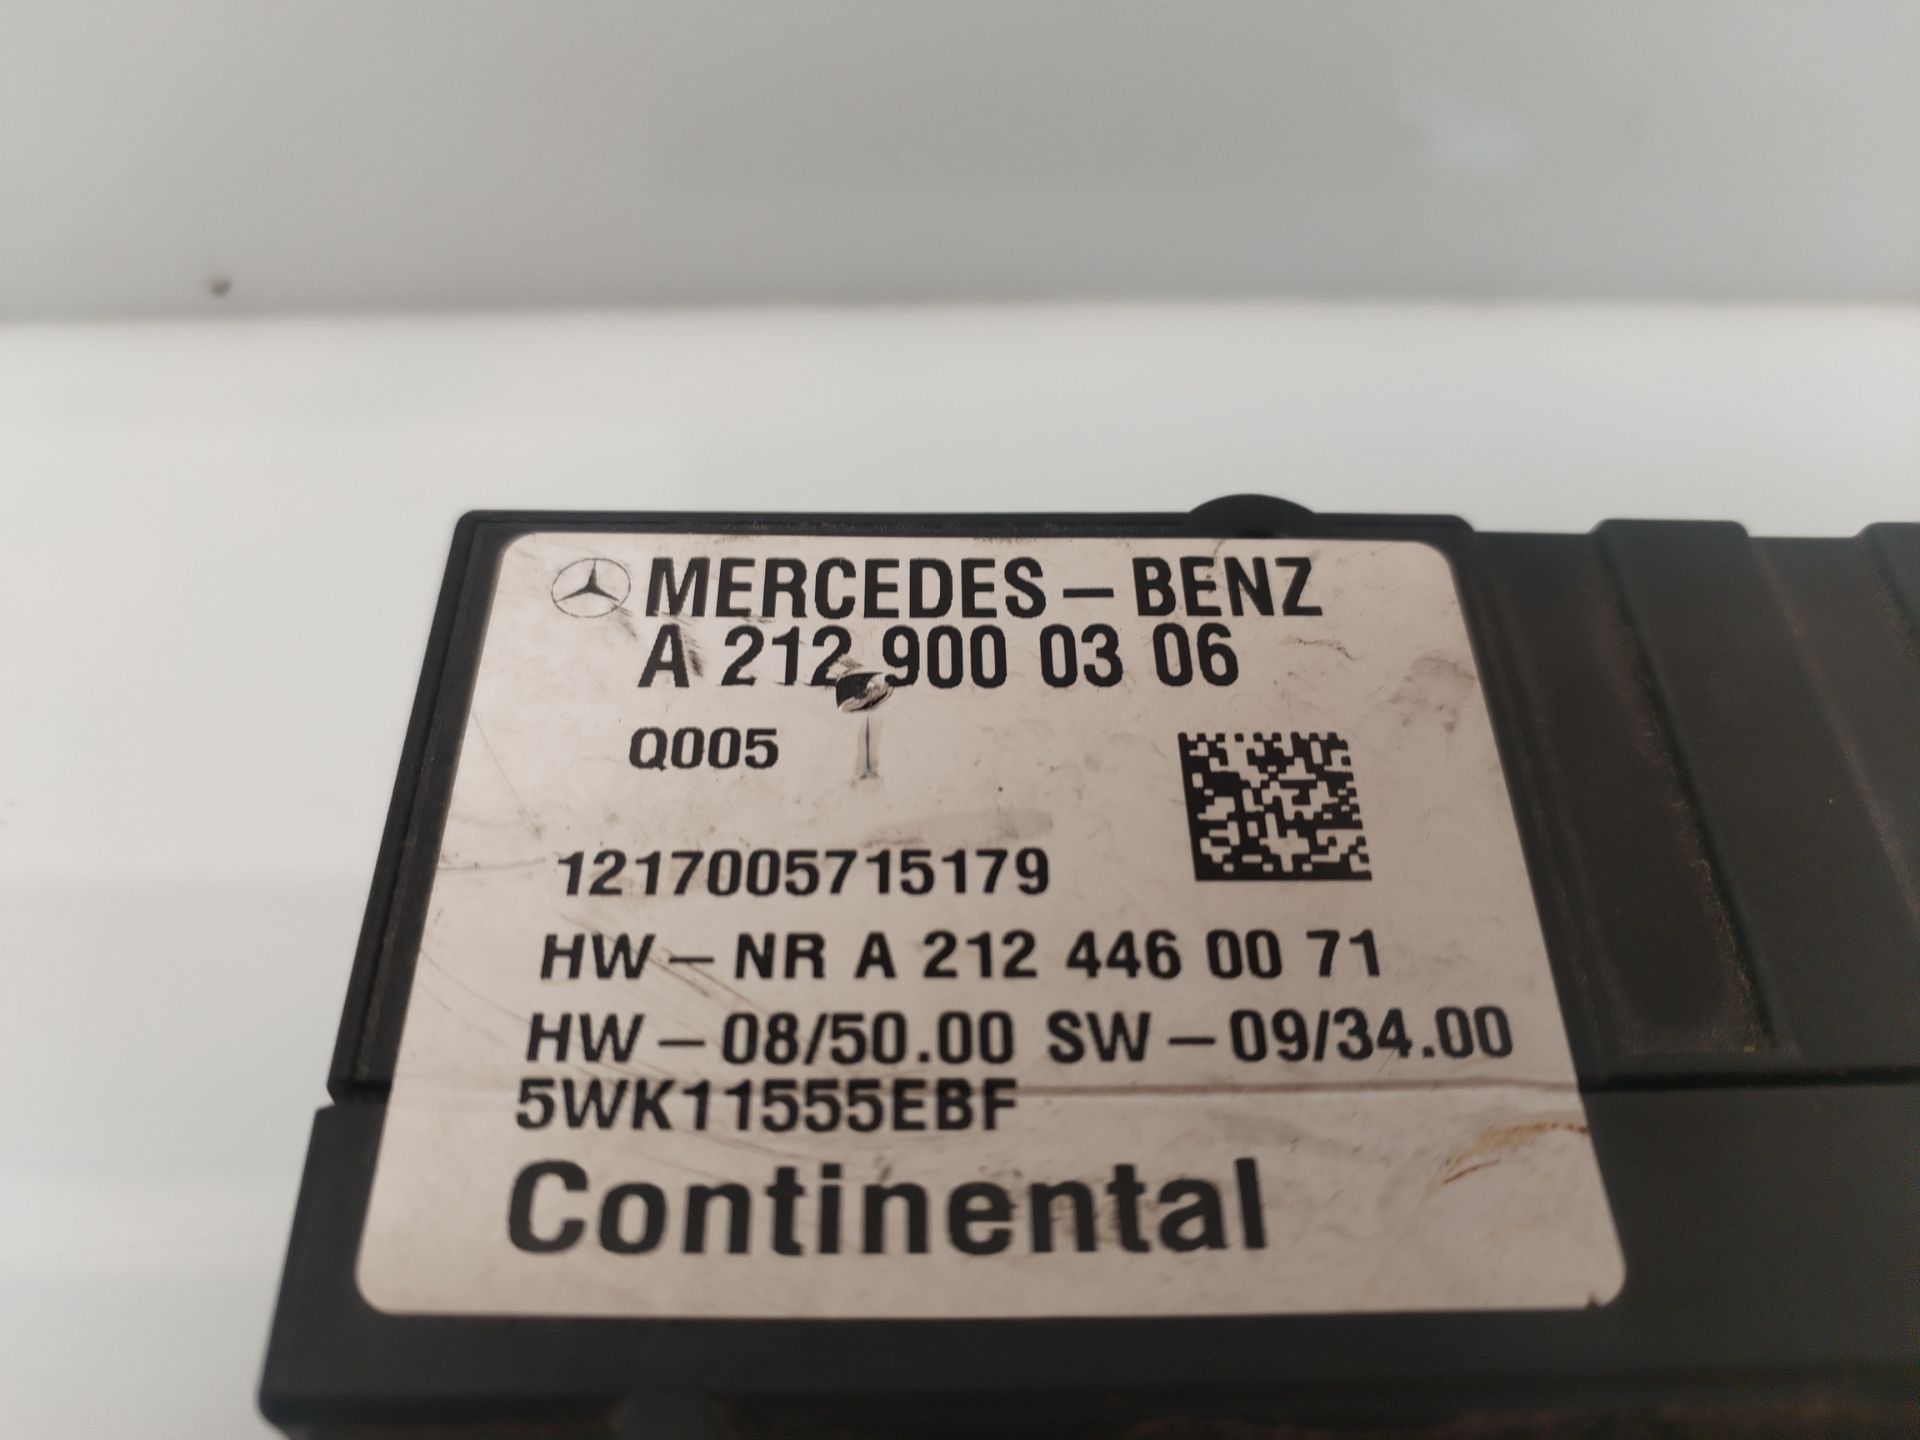 MERCEDES-BENZ
A 212 900 03 06
Q005
1217005715179
HW-NR A 212 446 00 71
HW-08/50.00 SW-09/34.00
5WK11555EBF
Continental